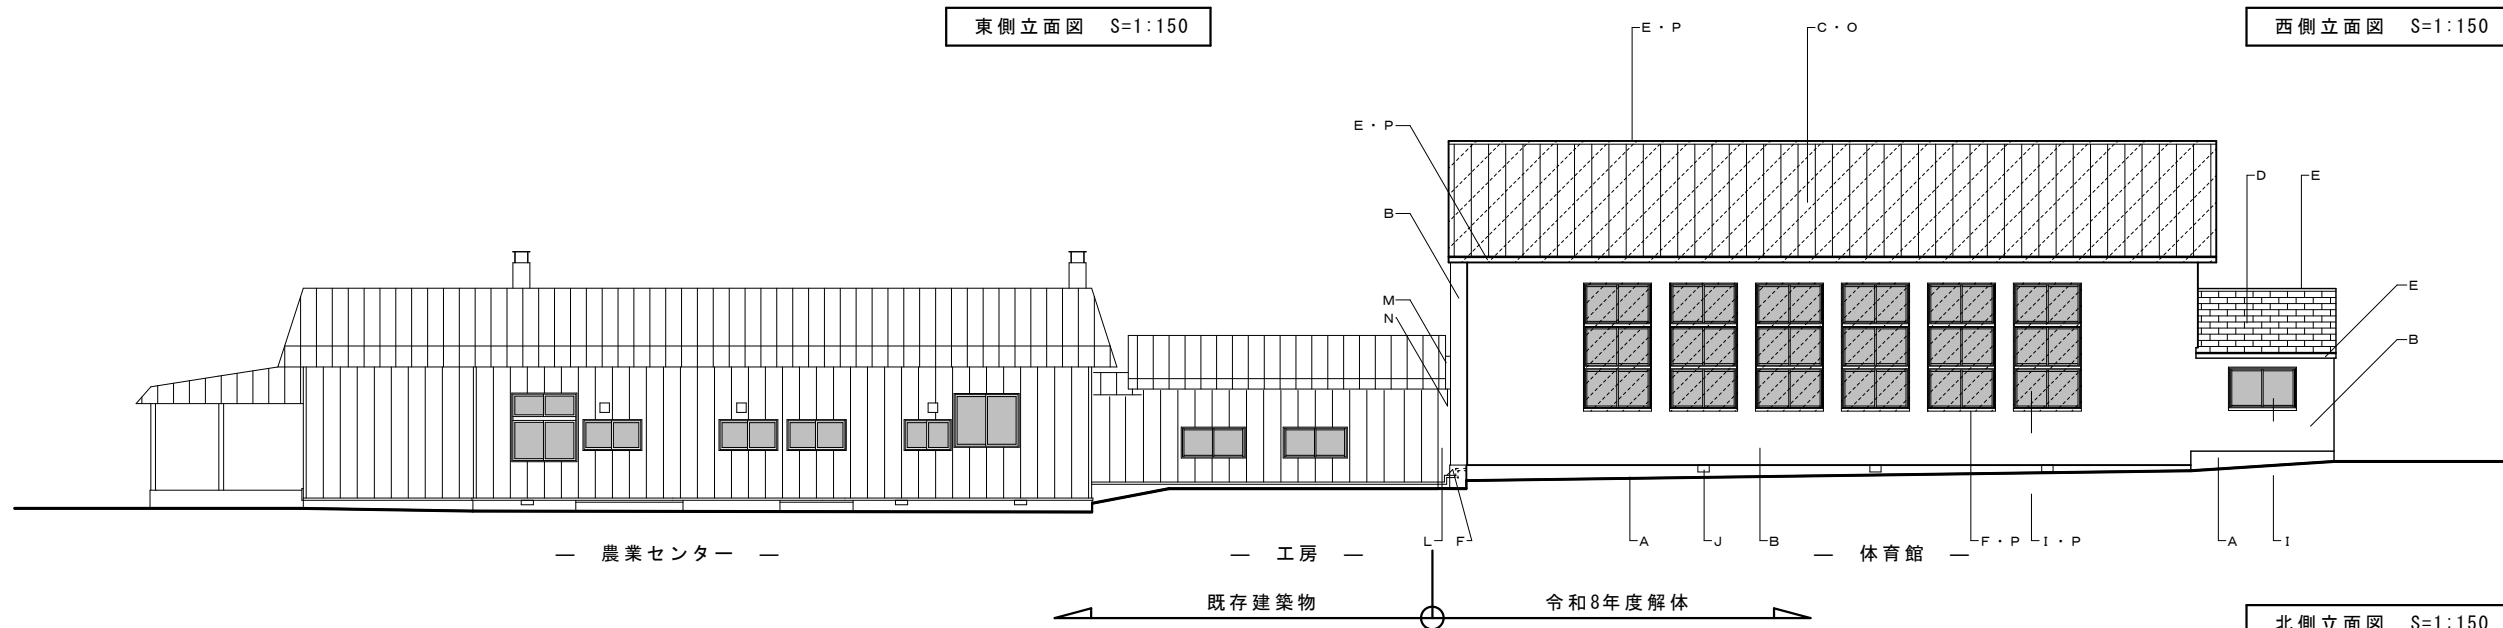 東側立面図 S=1:150
西側立面図 S=1:150
E・P
C・O
E・P
D
E
B
E
M
N
B
L
F
A
J
B
F・P
I・P
A
I
― 農業センター ―
― 工房 ―
― 体育館 ―
既存建築物
令和8年度解体
北側立面図 S=1:150